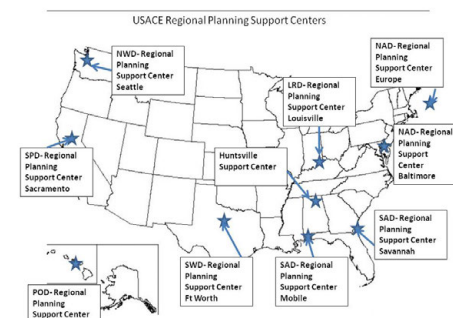 USACE Regional Planning Support Centers
NWD- Regional
Planning
Support Center
Seattle
NAD- Regional
Planning
Support Center
Europe
LRD- Regional
Planning
Support Center
Louisville
NAD- Regional
Planning
Support
Center
Baltimore
SPD- Regional
Planning
Support Center
Sacramento
Huntsville
Support Center
SAD- Regional
Planning
Support Center
Savannah
SWD- Regional
Planning
Support Center
Ft Worth
SAD- Regional
Planning
Support Center
Mobile
POD- Regional
Planning
Support Center